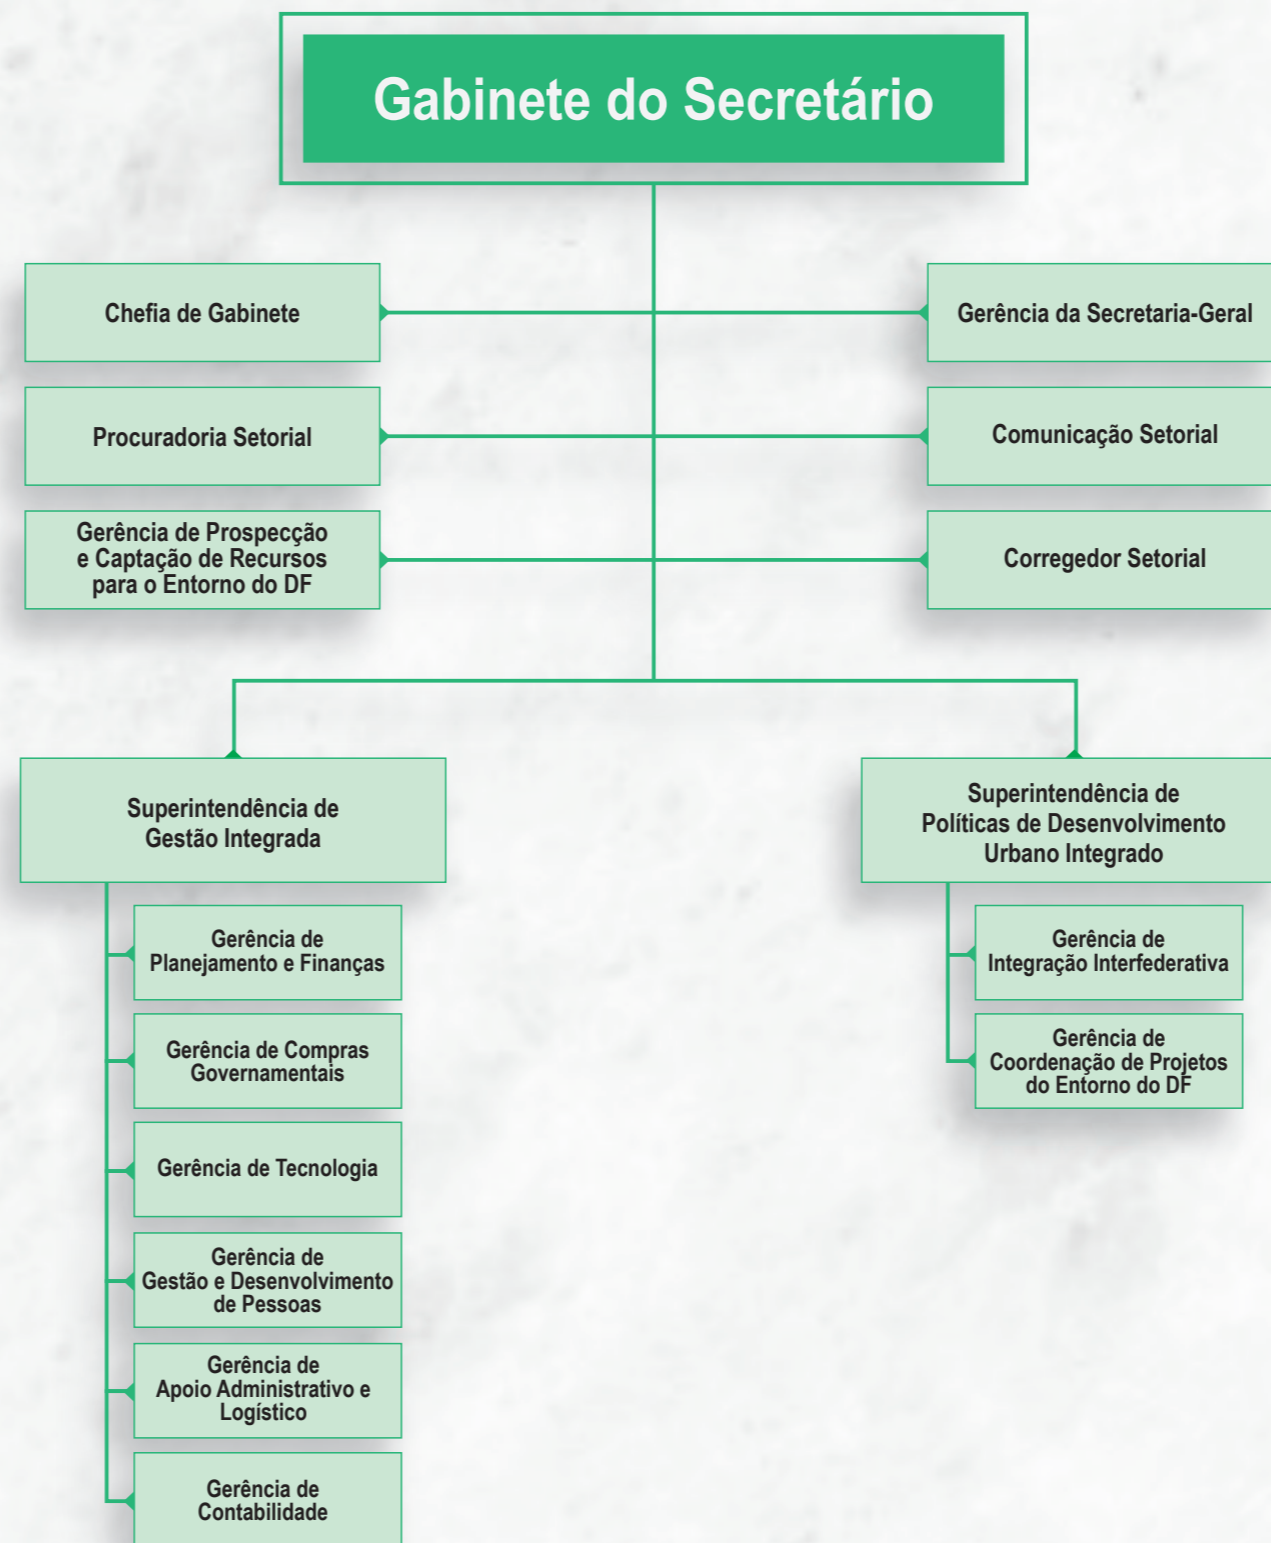 Gabinete do Secretário
Chefia de Gabinete
Gerência da Secretaria-Geral
Procuradoria Setorial
Comunicação Setorial
Gerência de Prospecção
e Captação de Recursos
para o Entorno do DF
Corregedor Setorial
Superintendência de
Gestão Integrada
Gerência de
Planejamento e Finanças
Gerência de Compras
Governamentais
Gerência de Tecnologia
Gerência de
Gestão e Desenvolvimento
de Pessoas
Gerência de
Apoio Administrativo e
Logístico
Gerência de
Contabilidade
Superintendência de
Políticas de Desenvolvimento
Urbano Integrado
Gerência de
Integração Interfederativa
Gerência de
Coordenação de Projetos
do Entorno do DF